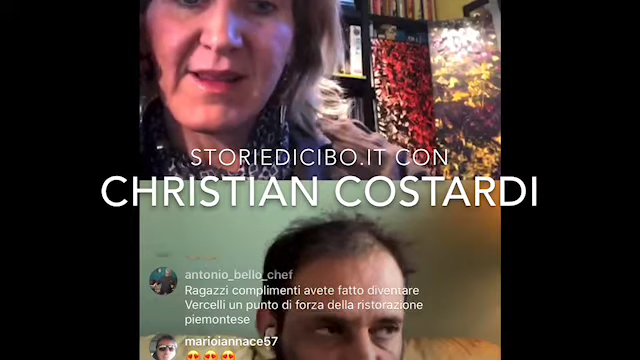 STORIEDICIBO.IT CON
CHRISTIAN COSTARDI
antonio_bello_chef
Ragazzi complimenti avete fatto diventare
Vercelli un punto di forza della ristorazione
piemontese
marioiannace57
😍😍😍